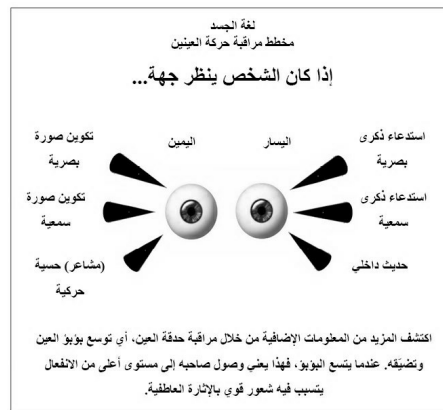 لغة الجسد
مخطط مراقبة حركة العينين
إذا كان الشخص ينظر جهة...
اليمين
اليسار
استدعاء ذكرى
بصرية
استدعاء ذكرى
سمعية
حديث داخلي
تكوين صورة
بصرية
تكوين صورة
سمعية
(مشاعر) حسية
حركية
اكتشف المزيد من المعلومات الإضافية من خلال مراقبة حدقة العين، أي توسع بؤبؤ العين
وتضيّقه. عندما يتسع البؤبؤ، فهذا يعني وصول صاحبه إلى مستوى أعلى من الانفعال
يتسبب فيه شعور قوي بالإثارة العاطفية.